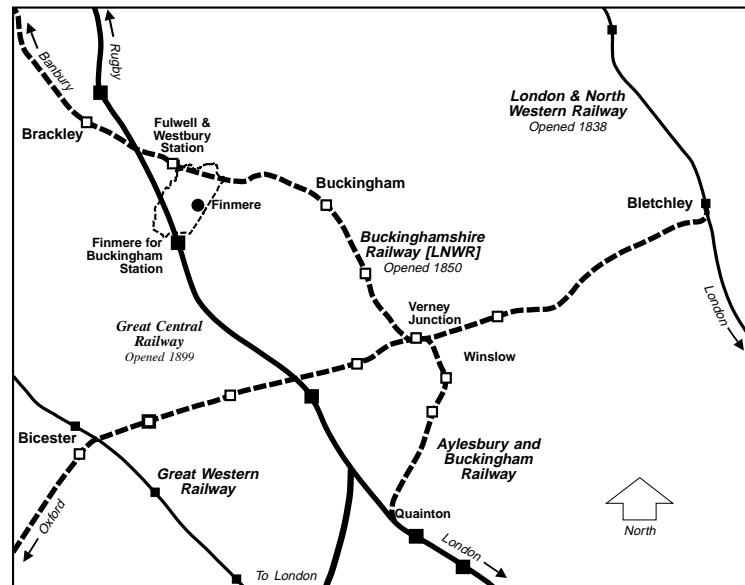 Rugby
Banbury
Brackley
Fulwell &
Westbury
Station
Finmere
Finmere for
Buckingham
Station
Buckingham
London & North
Western Railway
Opened 1838
Bletchley
Buckinghamshire
Railway [LNWR]
Opened 1850
London
Great Central
Railway
Opened 1899
Verney
Junction
Winslow
Bicester
Great Western
Railway
Aylesbury and
Buckingham
Railway
Oxford
Quainton
London
To London
North